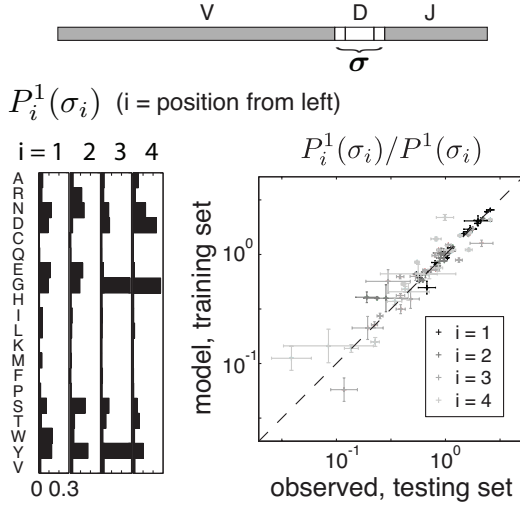 V D J
σ
P_i^1(σ_i) (i = position from left)
i = 1 2 3 4
A
R
N
D
C
Q
E
G
H
I
L
K
M
F
P
S
T
W
Y
V
0 0.3
P_i^1(σ_i)/P^1(σ_i)
model, training set
10^0
10^-1
i = 1
i = 2
i = 3
i = 4
10^-1 10^0
observed, testing set